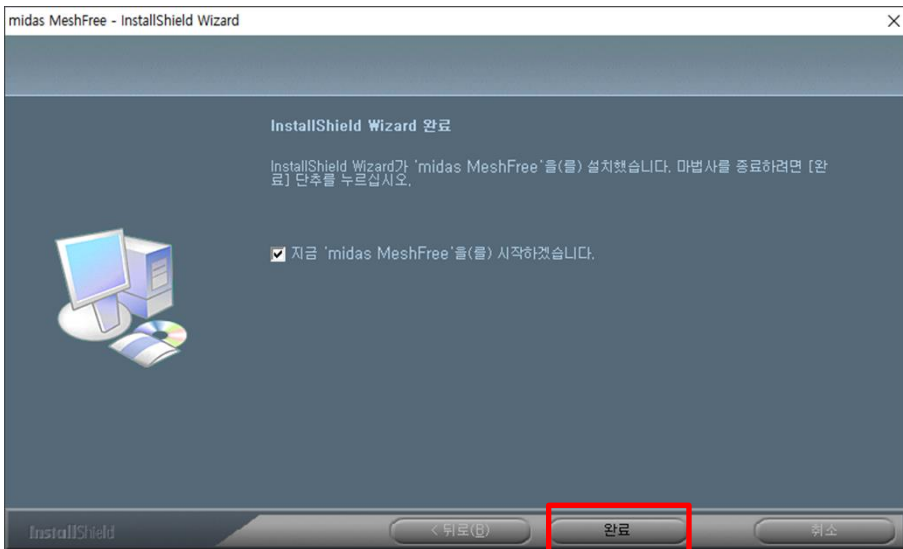 midas MeshFree - InstallShield Wizard
InstallShield Wizard 완료
InstallShield Wizard가 'midas MeshFree'을(를) 설치했습니다. 마법사를 종료하려면 [완
료] 단추를 누르십시오.
지금 'midas MeshFree'을(를) 시작하겠습니다.
InstallShield
< 뒤로(B)
완료
취소